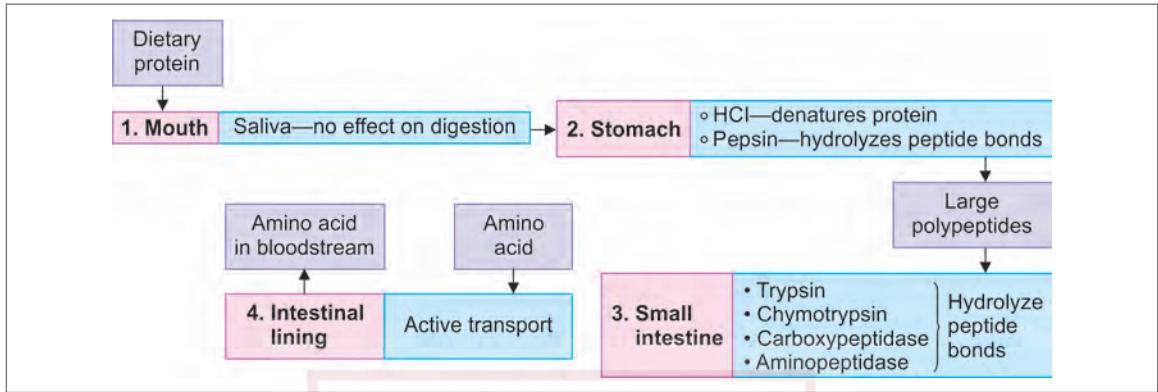 Dietary
protein
1. Mouth
Saliva—no effect on digestion
2. Stomach
∘ HCl—denatures protein
∘ Pepsin—hydrolyzes peptide bonds
Large
polypeptides
3. Small
intestine
• Trypsin
• Chymotrypsin
• Carboxypeptidase
• Aminopeptidase
Hydrolyze
peptide
bonds
Amino
acid
4. Intestinal
lining
Active transport
Amino acid
in bloodstream